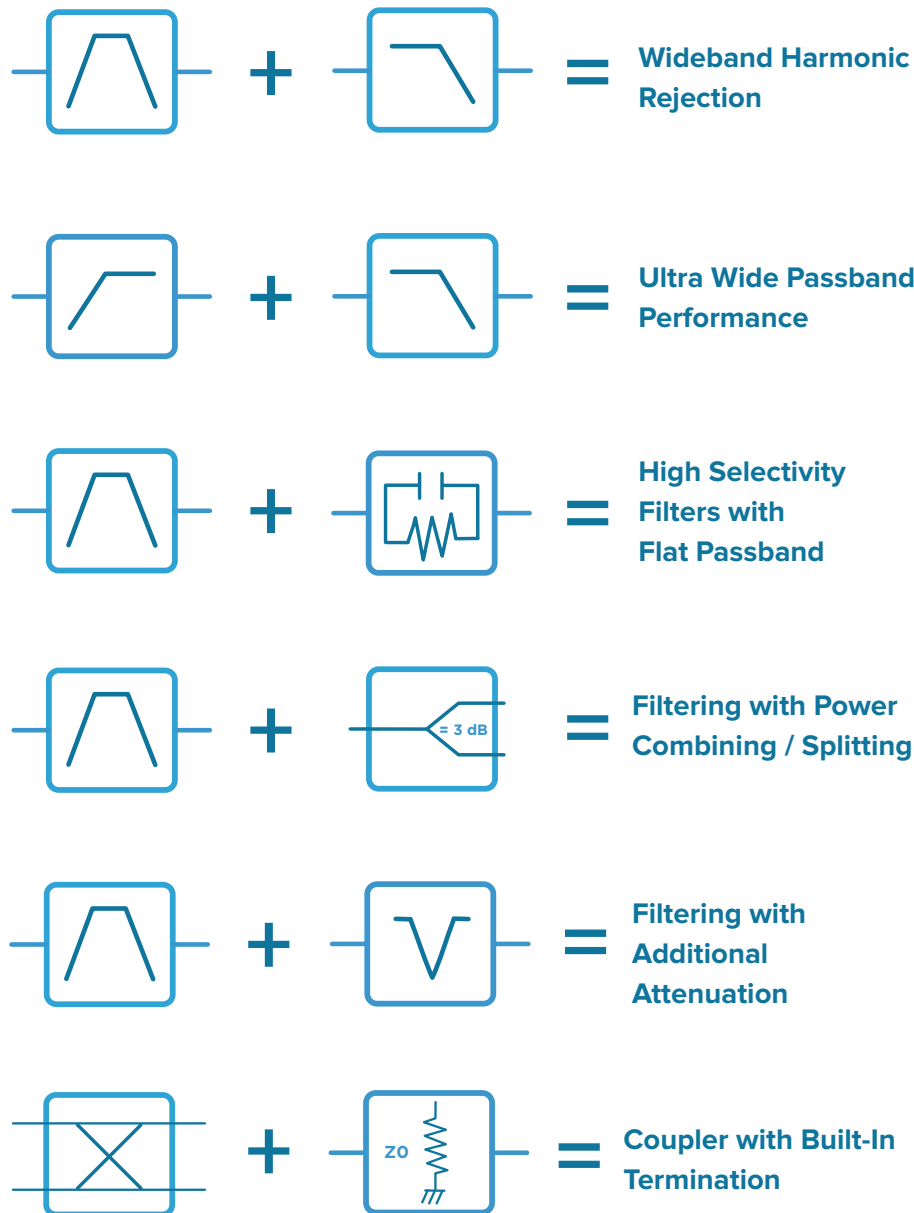 +
=
Wideband Harmonic
Rejection
+
=
Ultra Wide Passband
Performance
+
=
High Selectivity
Filters with
Flat Passband
+
= 3 dB
=
Filtering with Power
Combining / Splitting
+
=
Filtering with
Additional
Attenuation
+
ZO
=
Coupler with Built-In
Termination